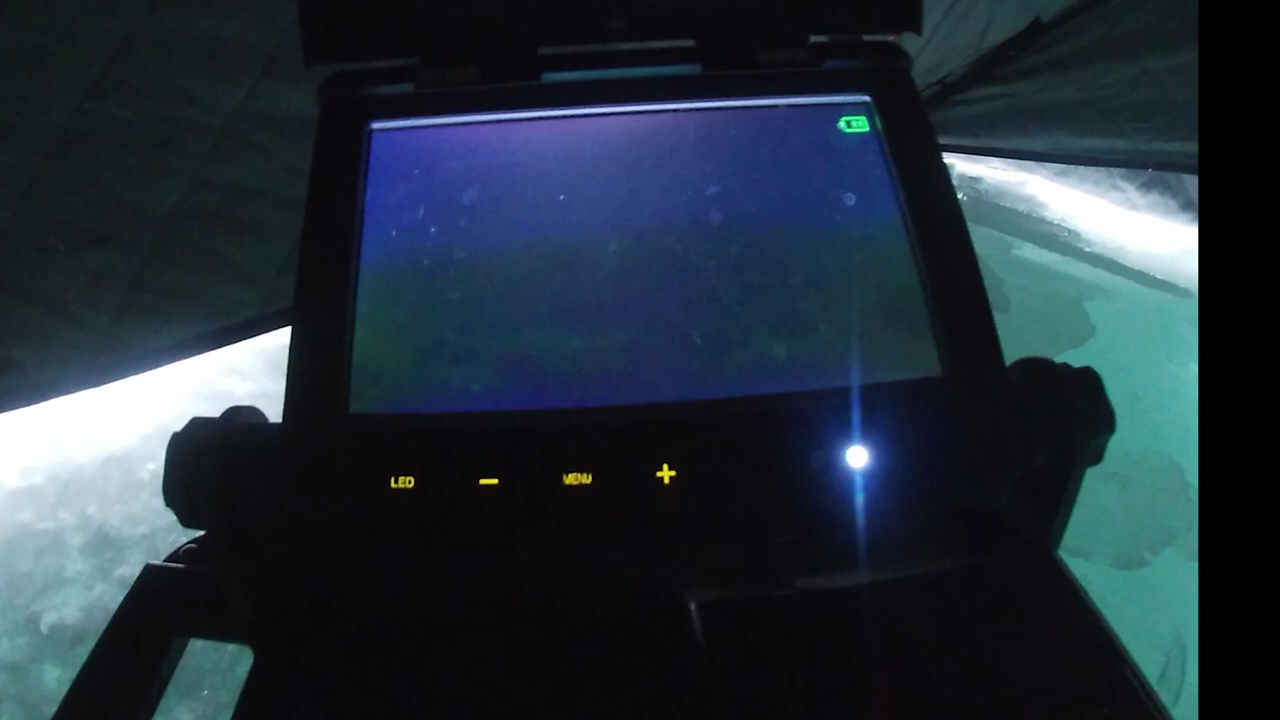 LED — MENU +